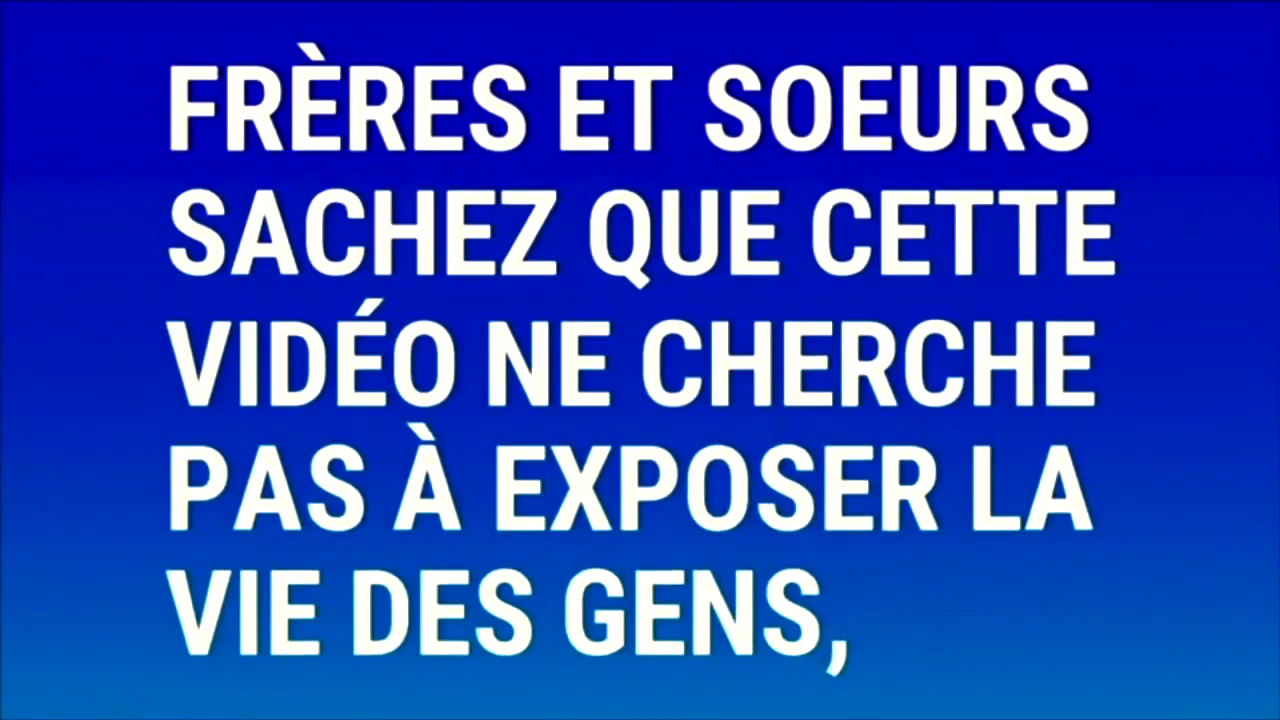 FRÈRES ET SOEURS
SACHEZ QUE CETTE
VIDÉO NE CHERCHE
PAS À EXPOSER LA
VIE DES GENS,